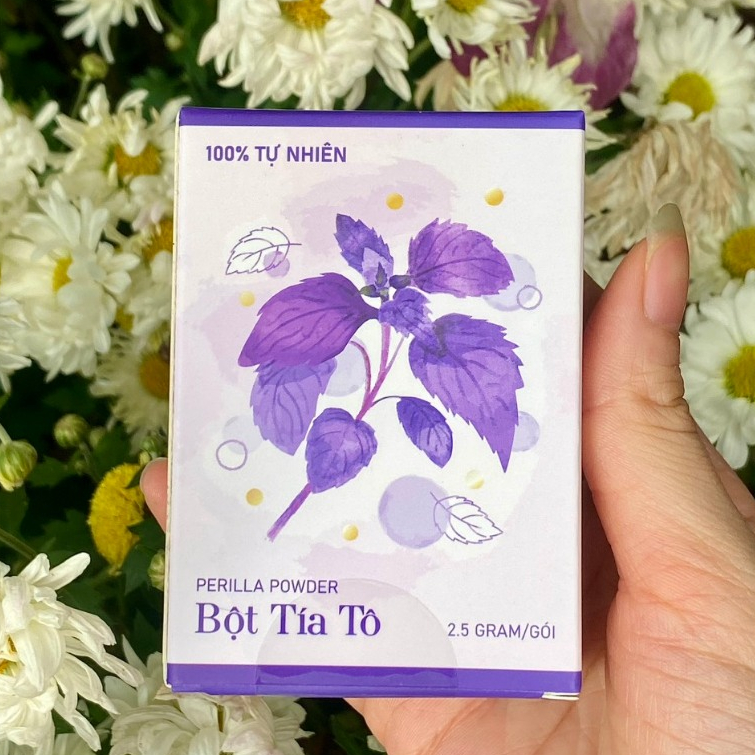 100% TỰ NHIÊN
PERILLA POWDER
Bột Tía Tô
2.5 GRAM/GÓI